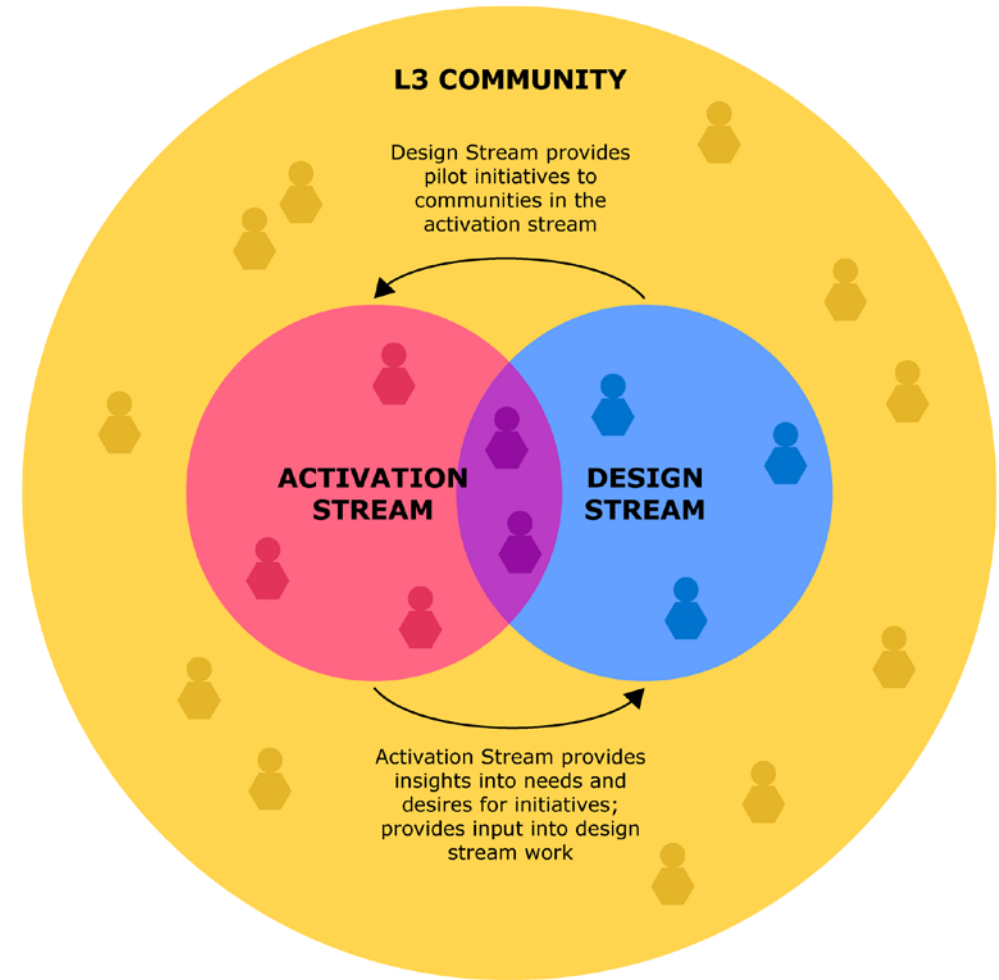 L3 COMMUNITY
Design Stream provides
pilot initiatives to
communities in the
activation stream
ACTIVATION
STREAM
DESIGN
STREAM
Activation Stream provides
insights into needs and
desires for initiatives;
provides input into design
stream work